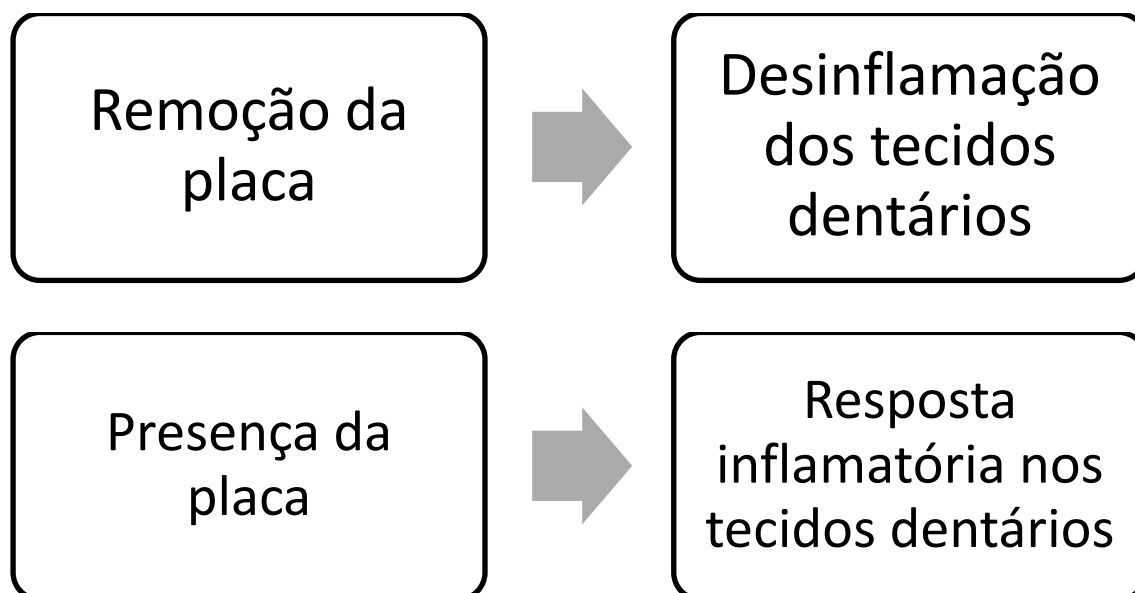 Remoção da
placa
Desinflamação
dos tecidos
dentários
Presença da
placa
Resposta
inflamatória nos
tecidos dentários